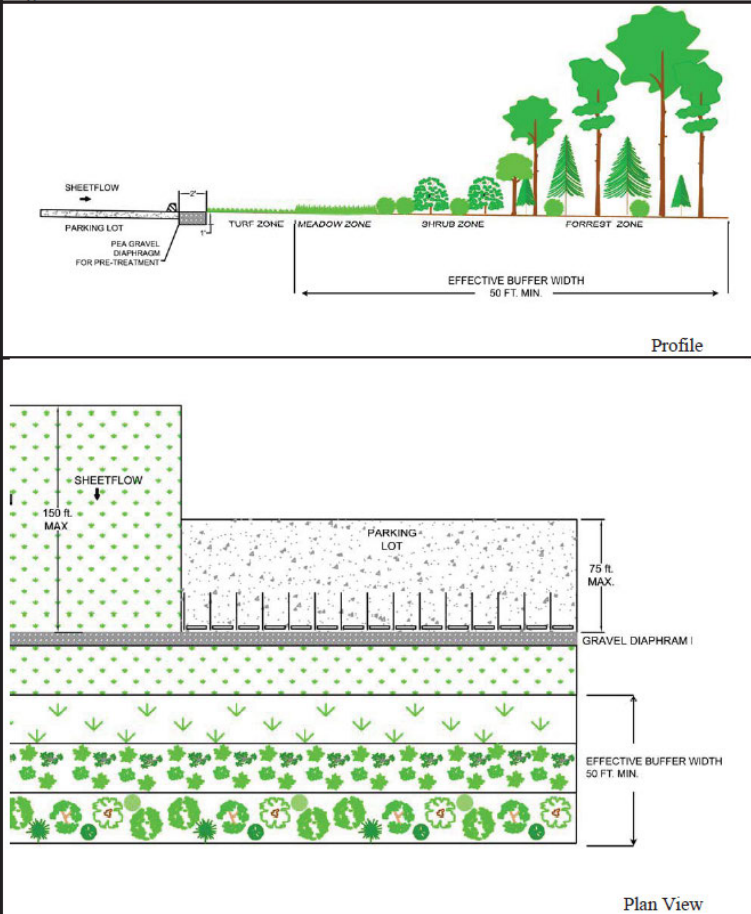 SHEETFLOW
2'
PARKING LOT
1'
PEA GRAVEL
DIAPHRAGM
FOR PRE-TREATMENT
TURF ZONE
MEADOW ZONE
SHRUB ZONE
FORREST ZONE
EFFECTIVE BUFFER WIDTH
50 FT. MIN.
Profile
SHEETFLOW
150 ft.
MAX
PARKING
LOT
75 ft.
MAX.
GRAVEL DIAPHRAM
EFFECTIVE BUFFER WIDTH
50 FT. MIN.
Plan View